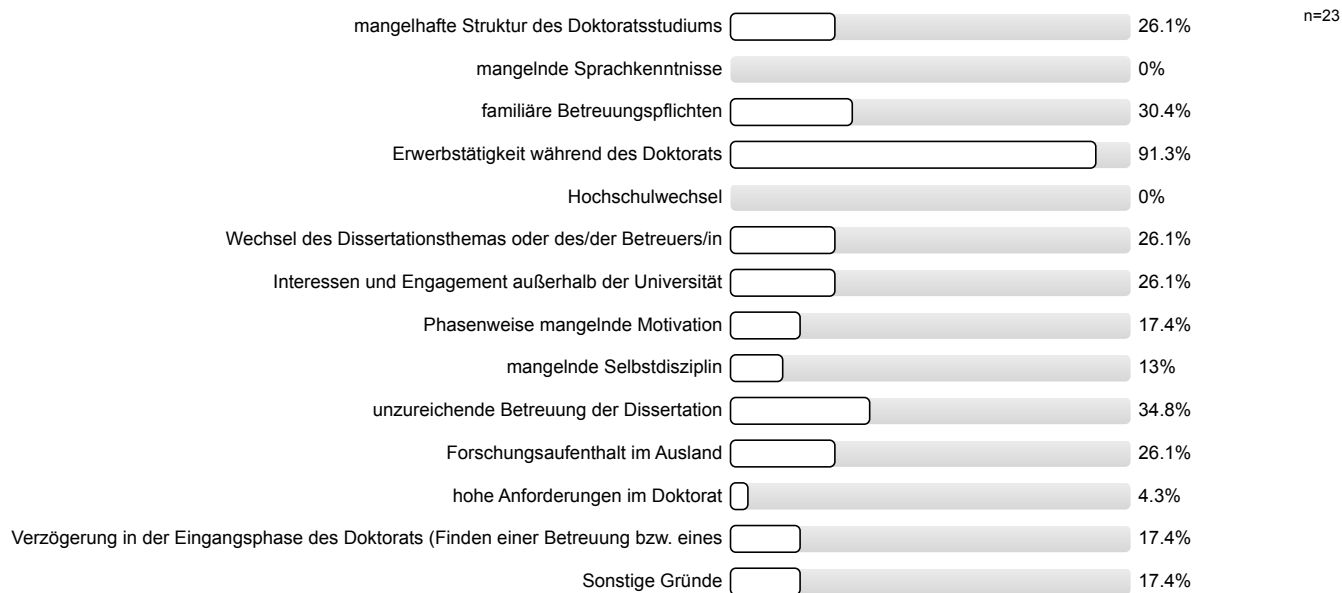 n=23
mangelhafte Struktur des Doktoratsstudiums 26.1%
mangelnde Sprachkenntnisse 0%
familiäre Betreuungspflichten 30.4%
Erwerbstätigkeit während des Doktorats 91.3%
Hochschulwechsel 0%
Wechsel des Dissertationsthemas oder des/der Betreuers/in 26.1%
Interessen und Engagement außerhalb der Universität 26.1%
Phasenweise mangelnde Motivation 17.4%
mangelnde Selbstdisziplin 13%
unzureichende Betreuung der Dissertation 34.8%
Forschungsaufenthalt im Ausland 26.1%
hohe Anforderungen im Doktorat 4.3%
Verzögerung in der Eingangsphase des Doktorats (Finden einer Betreuung bzw. eines 17.4%
Sonstige Gründe 17.4%